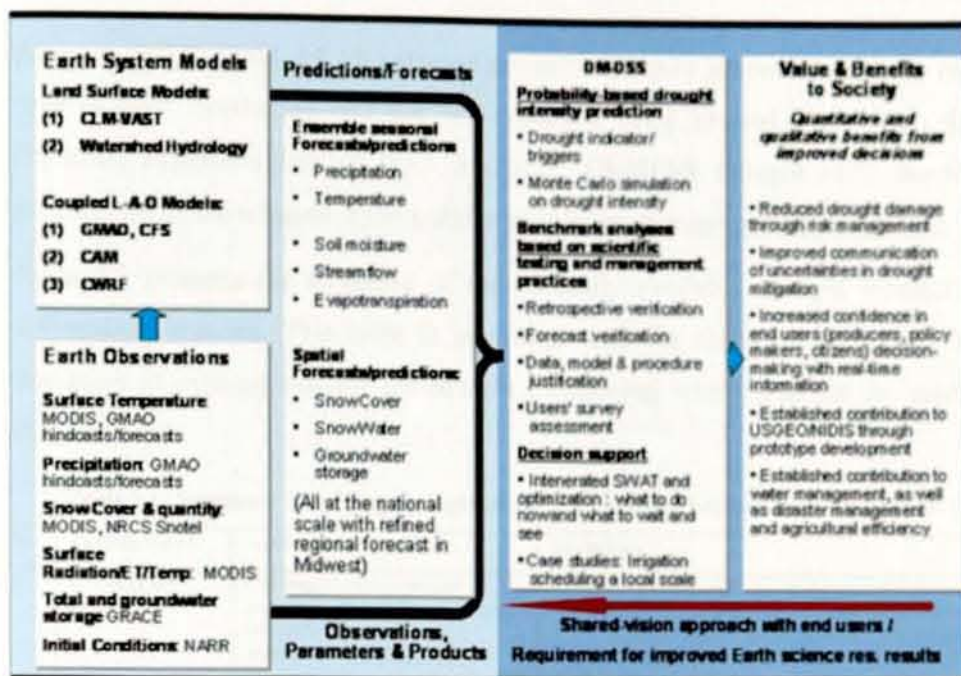 Earth System Models
Land Surface Models:
(1) CLM-VAST
(2) Watershed Hydrology
Coupled L-A-O Models:
(1) GMAO, CFS
(2) CAM
(3) CWRF
Earth Observations
Surface Temperature:
MODIS, GMAO
hindcasts/forecasts
Precipitation: GMAO
hindcasts/forecasts
Snow Cover & quantity:
MODIS, NRCS Snotel
Surface
Radiation/ET/Temp: MODIS
Total and groundwater
storage GRACE
Initial Conditions: NARR
Predictions/Forecasts
Ensemble seasonal
Forecasts/predictions
• Precipitation
• Temperature
• Soil moisture
• Streamflow
• Evapotranspiration
Spatial
Forecasts/predictions:
• SnowCover
• SnowWater
• Groundwater
storage
(All at the national
scale with refined
regional forecast in
Midwest)
Observations,
Parameters & Products
DM-DSS
Probability-based drought
intensity prediction
• Drought indicator/
triggers
• Monte Carlo simulation
on drought intensity
Benchmark analyses
based on scientific
testing and management
practices
• Retrospective verification
• Forecast verification
• Data, model & procedure
justification
• Users' survey
assessment
Decision support
• Intenerated SWAT and
optimization : what to do
nowand what to wait and
see
• Case studies: Irrigation
scheduling a local scale
Value & Benefits
to Society
Quantitative and
qualitative benefits from
improved decisions
• Reduced drought damage
through risk management
• Improved communication
of uncertainties in drought
mitigation
• Increased confidence in
end users (producers, policy
makers, citizens) decision-
making with real-time
information
• Established contribution to
USGEO/NIDIS through
prototype development
• Established contribution to
water management, as well
as disaster management
and agricultural efficiency
Shared-vision approach with end users /
Requirement for improved Earth science res. results